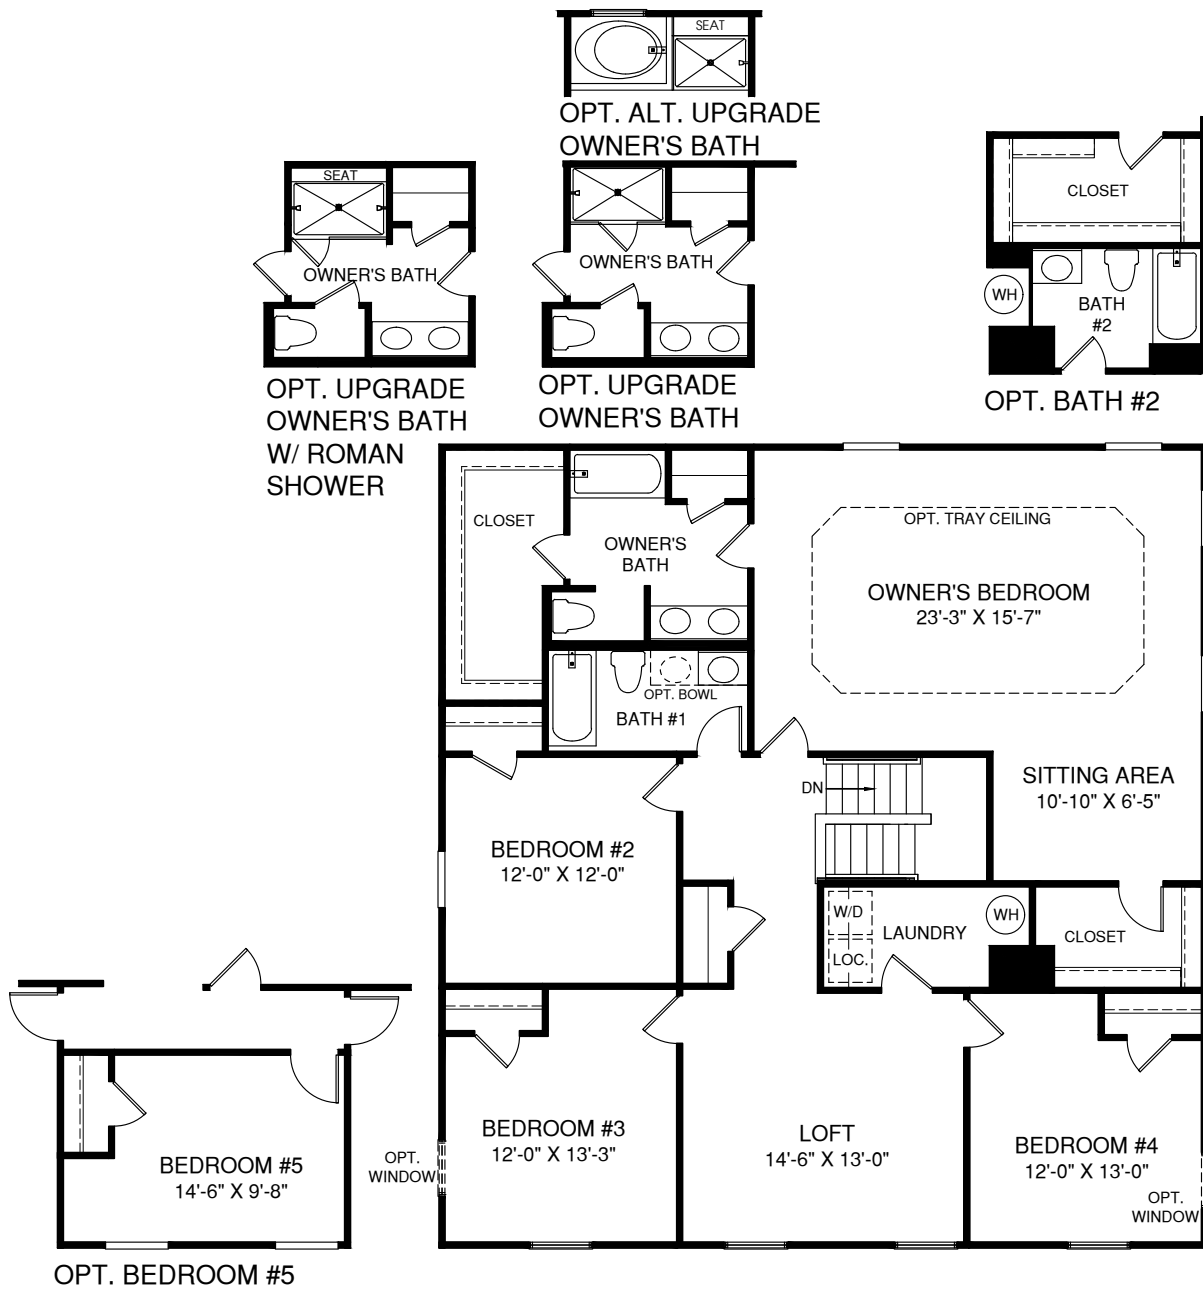 SEAT
OPT. ALT. UPGRADE
OWNER'S BATH
SEAT
OWNER'S BATH
OPT. UPGRADE
OWNER'S BATH
W/ ROMAN
SHOWER
OWNER'S BATH
OPT. UPGRADE
OWNER'S BATH
CLOSET
WH
BATH
#2
OPT. BATH #2
CLOSET
OWNER'S
BATH
OPT. TRAY CEILING
OWNER'S BEDROOM
23'-3" X 15'-7"
OPT. BOWL
BATH #1
SITTING AREA
10'-10" X 6'-5"
DN
BEDROOM #2
12'-0" X 12'-0"
W/D
LOC.
LAUNDRY
WH
CLOSET
BEDROOM #5
14'-6" X 9'-8"
OPT. BEDROOM #5
OPT.
WINDOW
BEDROOM #3
12'-0" X 13'-3"
LOFT
14'-6" X 13'-0"
BEDROOM #4
12'-0" X 13'-0"
OPT.
WINDOW